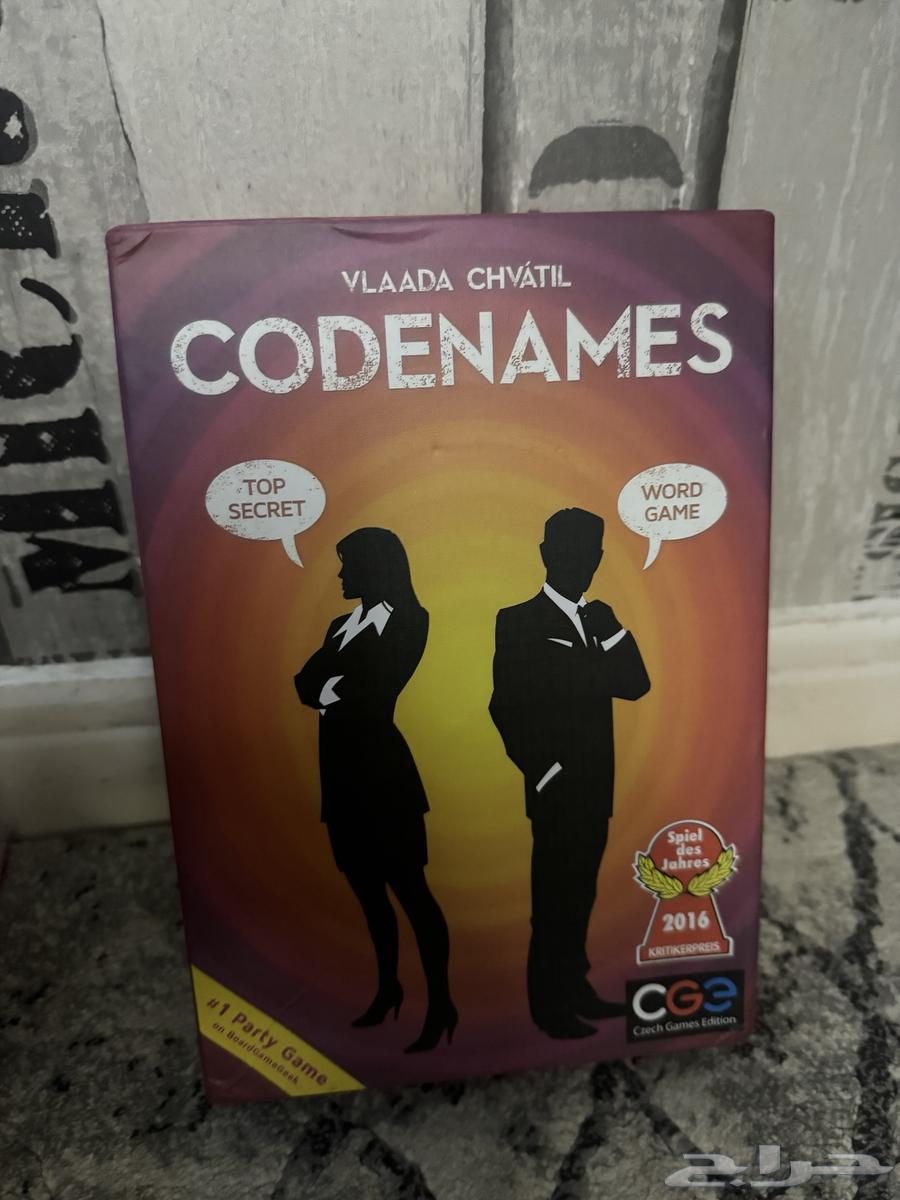 VLAADA CHVÁTIL
CODENAMES
TOP
SECRET
WORD
GAME
Spiel
des
Jahres
2016
KRITIKERPREIS
CGE
Czech Games Edition
#1 Party Game
on BoardGameGeek
حراج